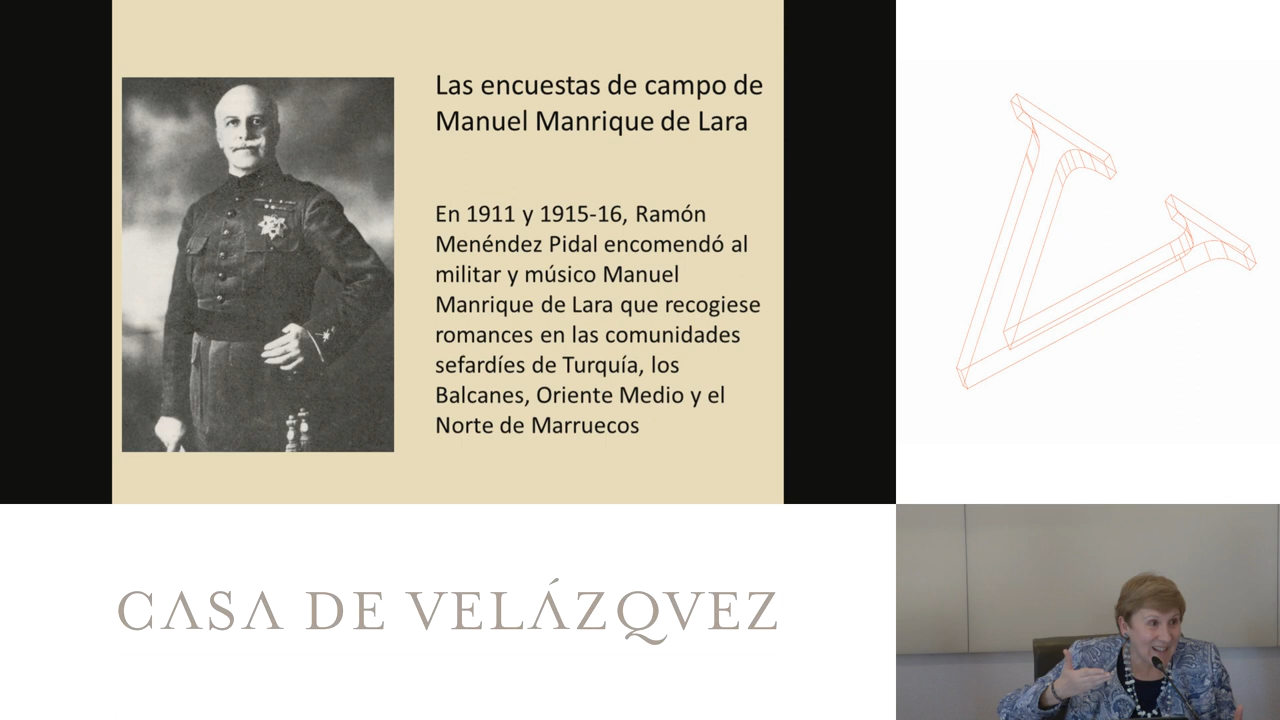 Las encuestas de campo de
Manuel Manrique de Lara
En 1911 y 1915-16, Ramón
Menéndez Pidal encomendó al
militar y músico Manuel
Manrique de Lara que recogiese
romances en las comunidades
sefardíes de Turquía, los
Balcanes, Oriente Medio y el
Norte de Marruecos
CASA DE VELÁZQVEZ